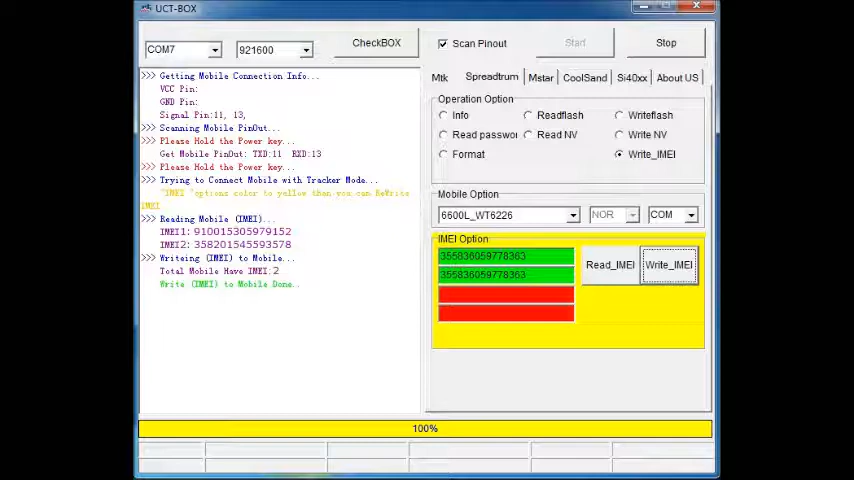 UCT-BOX
COM7
921600
CheckBOX
Scan Pinout
Start
Stop
>>> Getting Mobile Connection Info...
VCC Pin:
GND Pin:
Signal Pin:11, 13,
>>> Scanning Mobile PinOut...
>>> Please Hold the Power key...
Get Mobile PinOut: TXD:11 RXD:13
>>> Please Hold the Power key...
>>> Trying to Connect Mobile with Tracker Mode...
"IMEI "options color to yellow than you can ReWrite
IMEI
>>> Reading Mobile (IMEI)...
IMEI1: 910015305979152
IMEI2: 358201545593578
>>> Writeing (IMEI) to Mobile...
Total Mobile Have IMEI:2
Write (IMEI) to Mobile Done..
Mtk Spreadtrum Mstar CoolSand Si40xx About US
Operation Option
Info Readflash Writeflash
Read passwor Read NV Write NV
Format Write_IMEI
Mobile Option
6600L_WT6226 NOR COM
IMEI Option
355836059778363
355836059778363
Read_IMEI Write_IMEI
100%